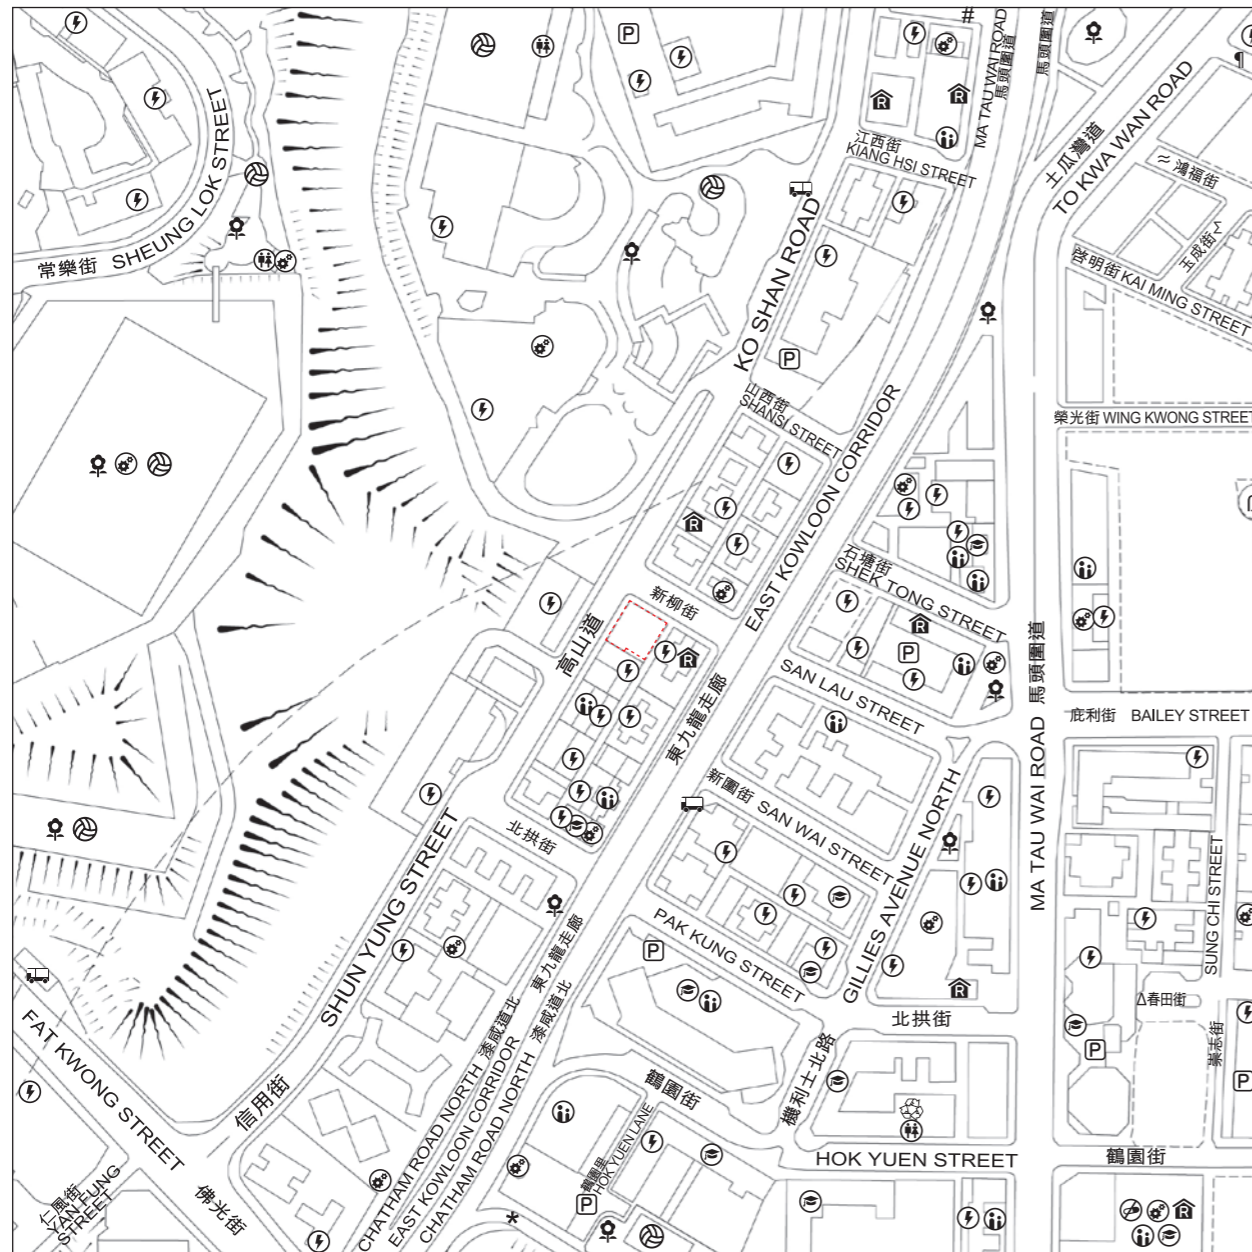 #
MA TAU WAI ROAD
馬頭圍道
馬頭圍道
P
SHEUNG LOK STREET
常樂街
江西街
KIANG HSI STREET
R
R
土瓜灣道
TO KWA WAN ROAD
鴻福街
玉成街
啓明街 KAI MING STREET
KO SHAN ROAD
P
山西街
SHANSI STREET
EAST KOWLOON CORRIDOR
榮光街 WING KWONG STREET
R
新柳街
石塘街
SHEK TONG STREET
高山道
R
R
P
SAN LAU STREET
MA TAU WAI ROAD 馬頭圍道
庇利街 BAILEY STREET
東九龍走廊
新圍街 SAN WAI STREET
北拱街
SHUN YUNG STREET
信用街
GILLIES AVENUE NORTH
機利士北路
SUNG CHI STREET
崇志街
PAK KUNG STREET
北拱街
P
R
春田街
P
P
東九龍走廊
CHATHAM ROAD NORTH 漆咸道北
EAST KOWLOON CORRIDOR
CHATHAM ROAD NORTH 漆咸道北
FAT KWONG STREET
佛光街
仁風街
YAN FUNG STREET
鶴園街
鶴園里
HOK YUEN LANE
HOK YUEN STREET
鶴園街
P
*
R